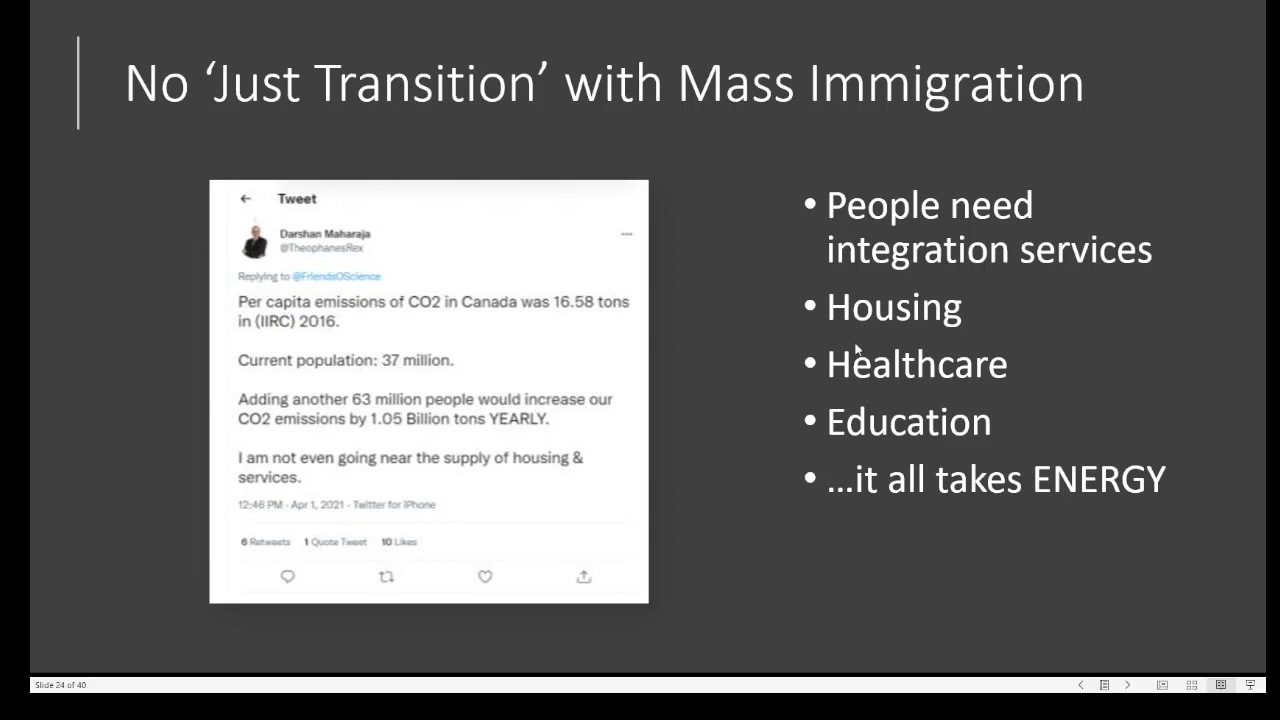 No ‘Just Transition’ with Mass Immigration
Tweet
Darshan Maharaja
@TheophanesRex
Replying to @FriendsOScience
Per capita emissions of CO2 in Canada was 16.58 tons
in (IIRC) 2016.
Current population: 37 million.
Adding another 63 million people would increase our
CO2 emissions by 1.05 Billion tons YEARLY.
I am not even going near the supply of housing &
services.
12:46 PM - Apr 1, 2021 - Twitter for iPhone
6 Retweets 1 Quote Tweet 10 Likes
• People need
integration services
• Housing
• Healthcare
• Education
• ...it all takes ENERGY
Slide 24 of 40